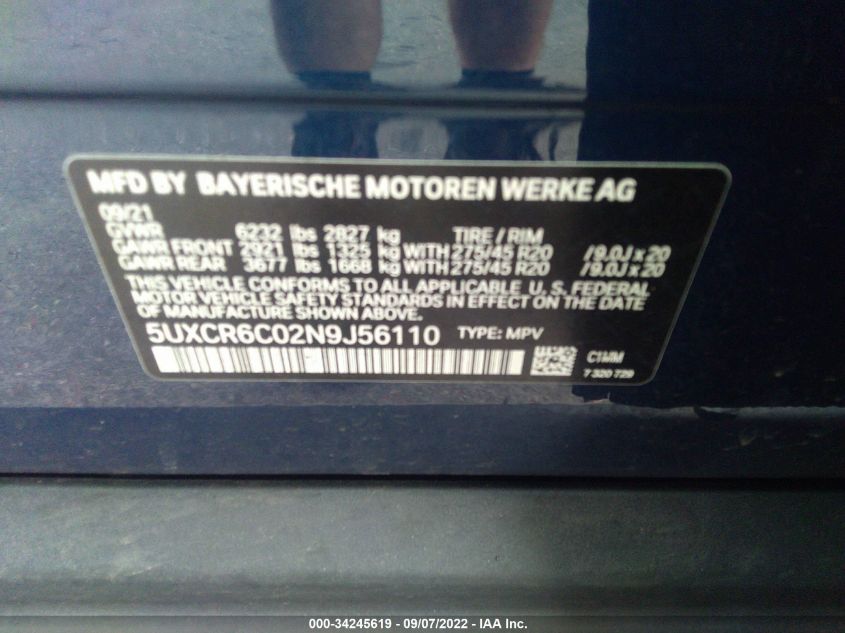 MFD BY BAYERISCHE MOTOREN WERKE AG
09/21
GVWR 6232 lbs 2827 kg TIRE / RIM
GAWR FRONT 2921 lbs 1325 kg WITH 275/45 R20 /9.0J x 20
GAWR REAR 3677 lbs 1668 kg WITH 275/45 R20 /9.0J x 20
THIS VEHICLE CONFORMS TO ALL APPLICABLE U. S. FEDERAL
MOTOR VEHICLE SAFETY STANDARDS IN EFFECT ON THE DATE
OF MANUFACTURE SHOWN ABOVE.
5UXCR6C02N9J56110 TYPE: MPV
C1WM
7 320 729
000-34245619 - 09/07/2022 - IAA Inc.